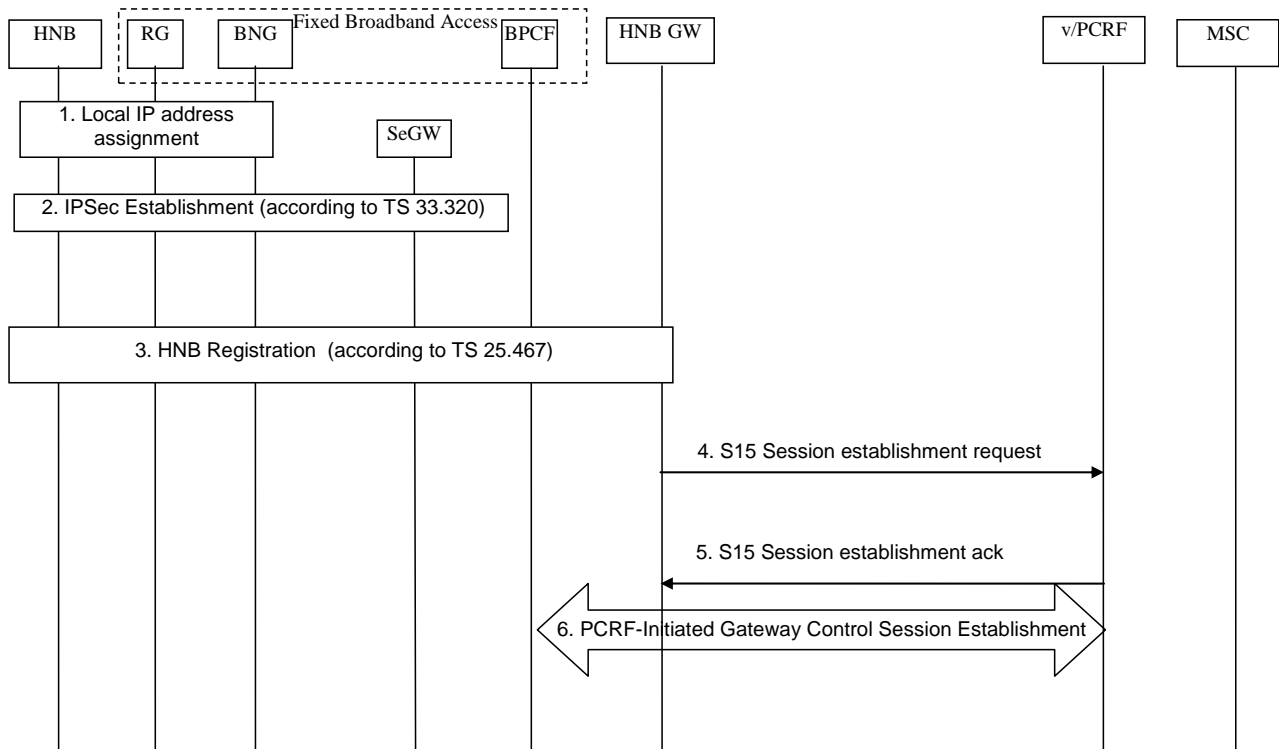 Fixed Broadband Access
HNB
RG
BNG
BPCF
HNB GW
v/PCRF
MSC
1. Local IP address
assignment
SeGW
2. IPSec Establishment (according to TS 33.320)
3. HNB Registration (according to TS 25.467)
4. S15 Session establishment request
5. S15 Session establishment ack
6. PCRF-Initiated Gateway Control Session Establishment